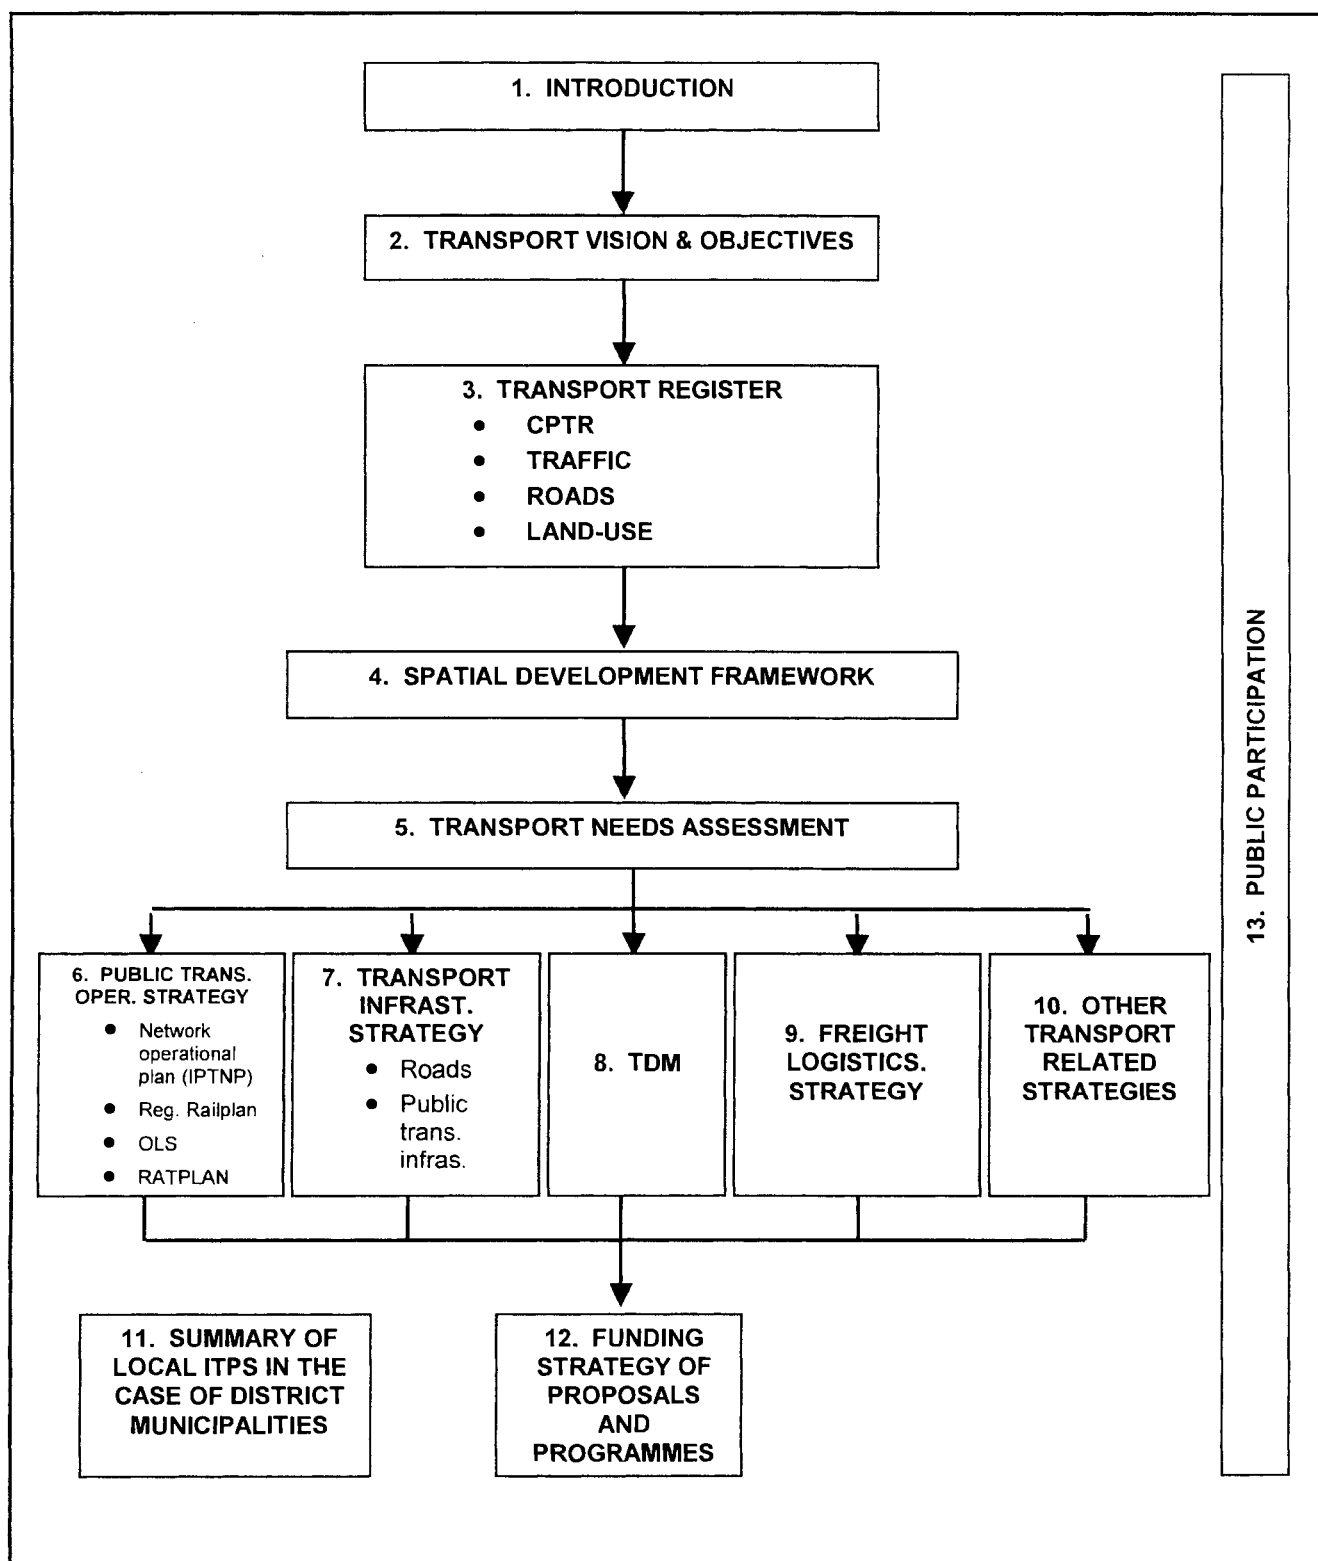 1. INTRODUCTION
2. TRANSPORT VISION & OBJECTIVES
3. TRANSPORT REGISTER
• CPTR
• TRAFFIC
• ROADS
• LAND-USE
4. SPATIAL DEVELOPMENT FRAMEWORK
5. TRANSPORT NEEDS ASSESSMENT
6. PUBLIC TRANS.
OPER. STRATEGY
• Network
operational
plan (IPTNP)
• Reg. Railplan
• OLS
• RATPLAN
7. TRANSPORT
INFRAST.
STRATEGY
• Roads
• Public
trans.
infras.
8. TDM
9. FREIGHT
LOGISTICS.
STRATEGY
10. OTHER
TRANSPORT
RELATED
STRATEGIES
11. SUMMARY OF
LOCAL ITPS IN THE
CASE OF DISTRICT
MUNICIPALITIES
12. FUNDING
STRATEGY OF
PROPOSALS
AND
PROGRAMMES
13. PUBLIC PARTICIPATION